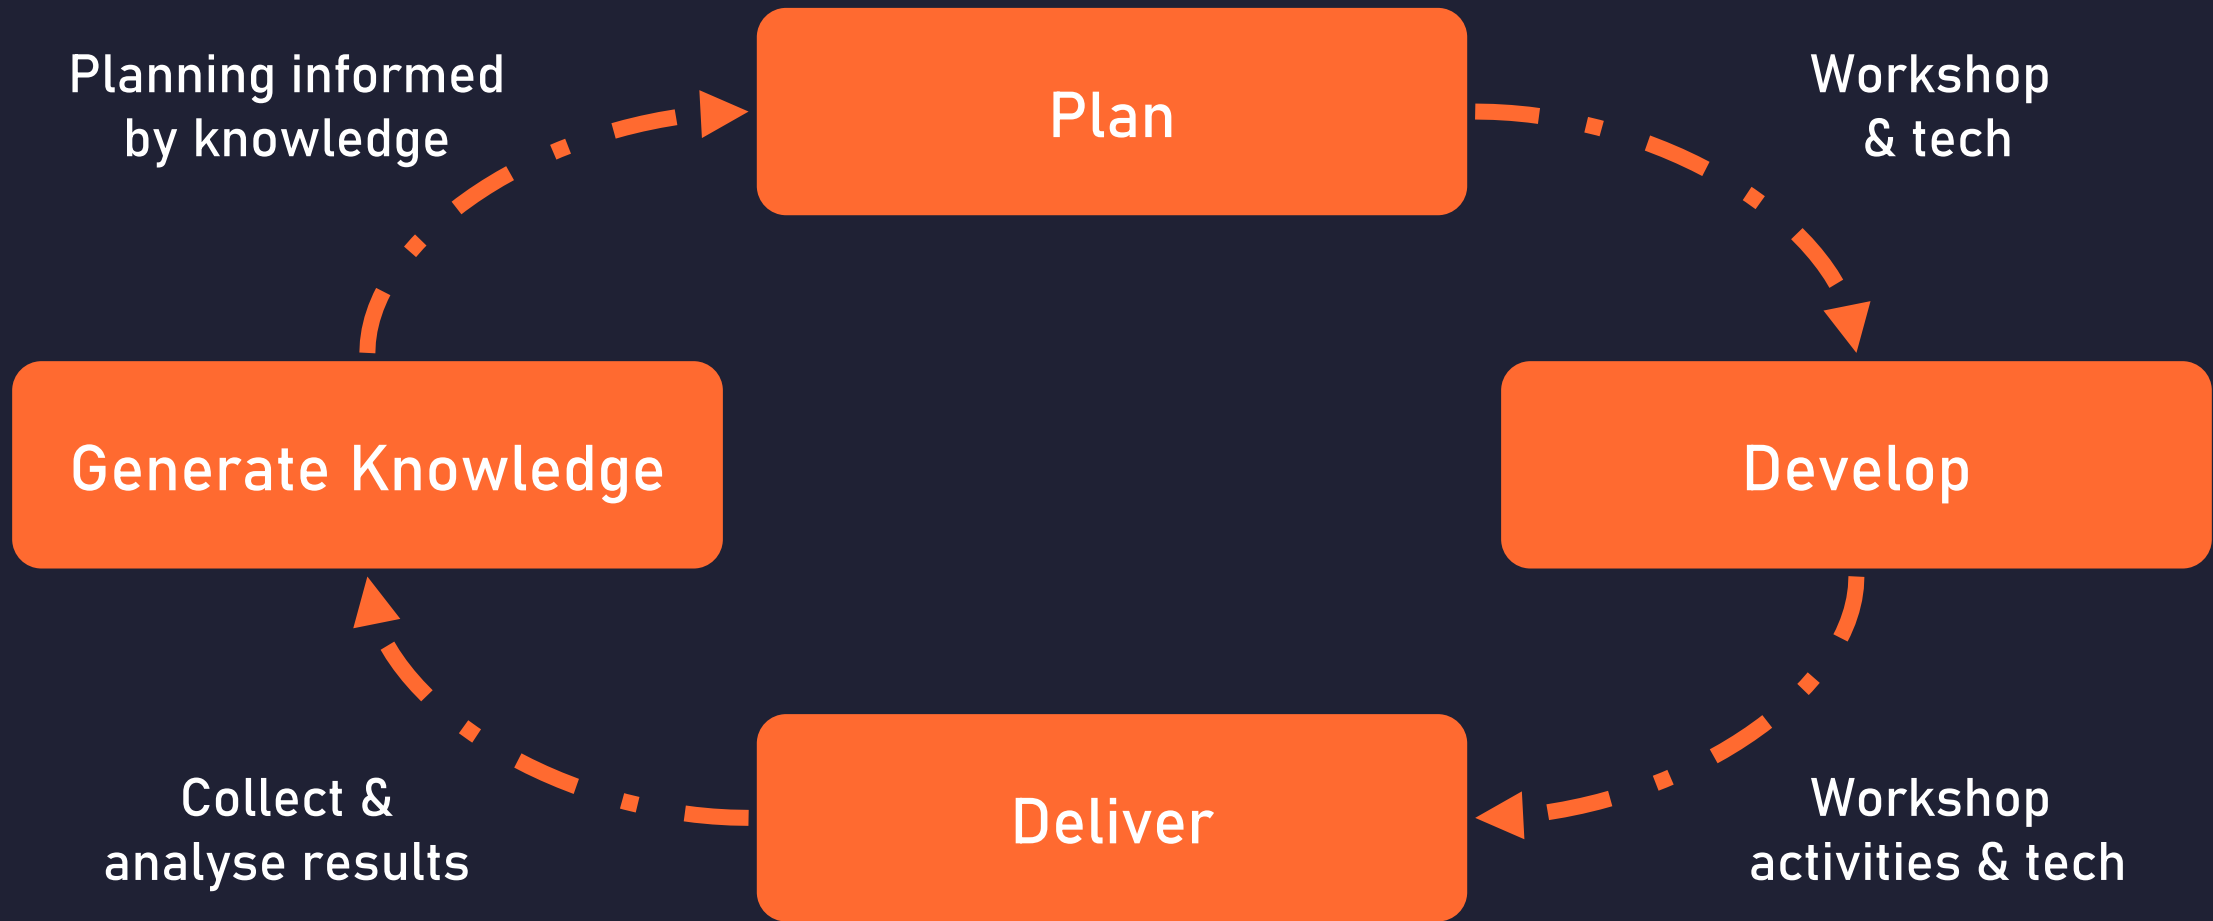 Planning informed
by knowledge
Plan
Workshop
& tech
Generate Knowledge
Develop
Collect &
analyse results
Deliver
Workshop
activities & tech